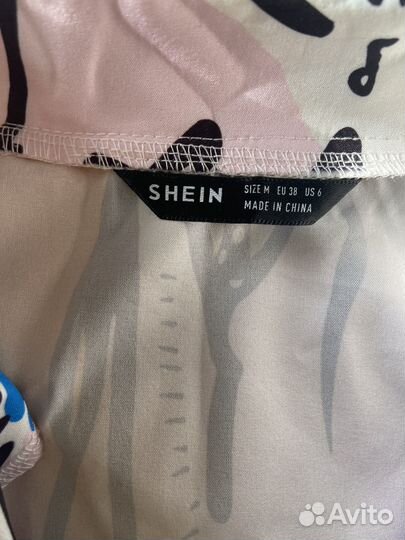 SHEIN
SIZE M EU 38 US 6
MADE IN CHINA
Avito